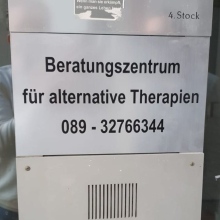 4. Stock
Beratungszentrum
für alternative Therapien
089 - 32766344